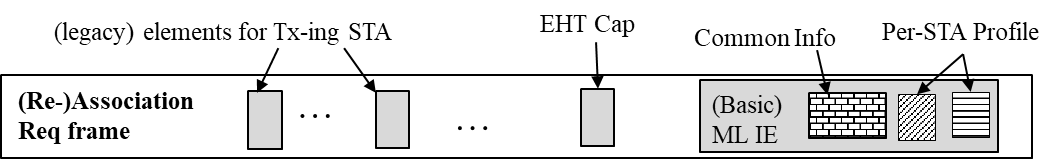 (legacy) elements for Tx-ing STA
EHT Cap
Common Info
Per-STA Profile
(Re-)Association
Req frame
...
...
(Basic)
ML IE